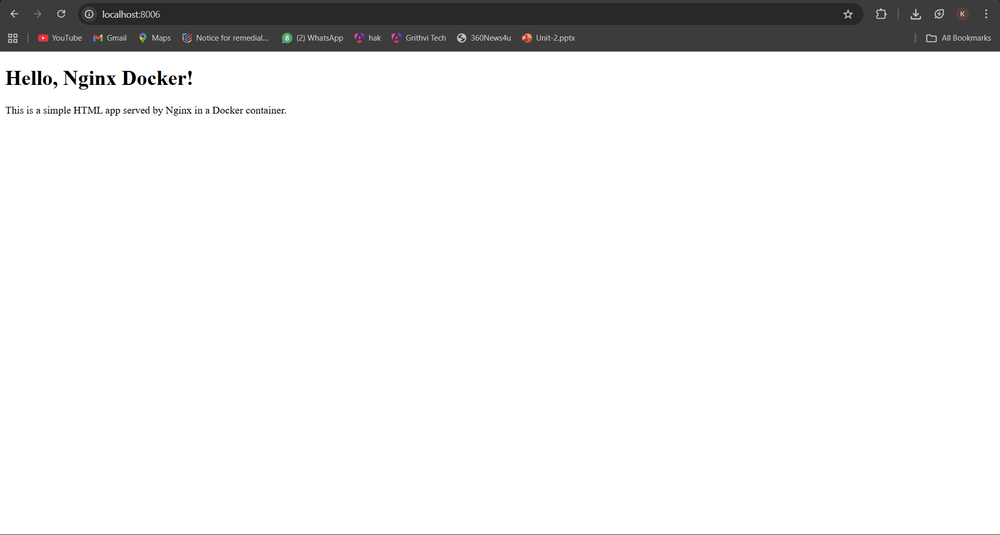 localhost:8006
K
YouTube Gmail Maps Notice for remedial... 8 (2) WhatsApp hak Grithvi Tech 360News4u P Unit-2.pptx All Bookmarks
Hello, Nginx Docker!
This is a simple HTML app served by Nginx in a Docker container.